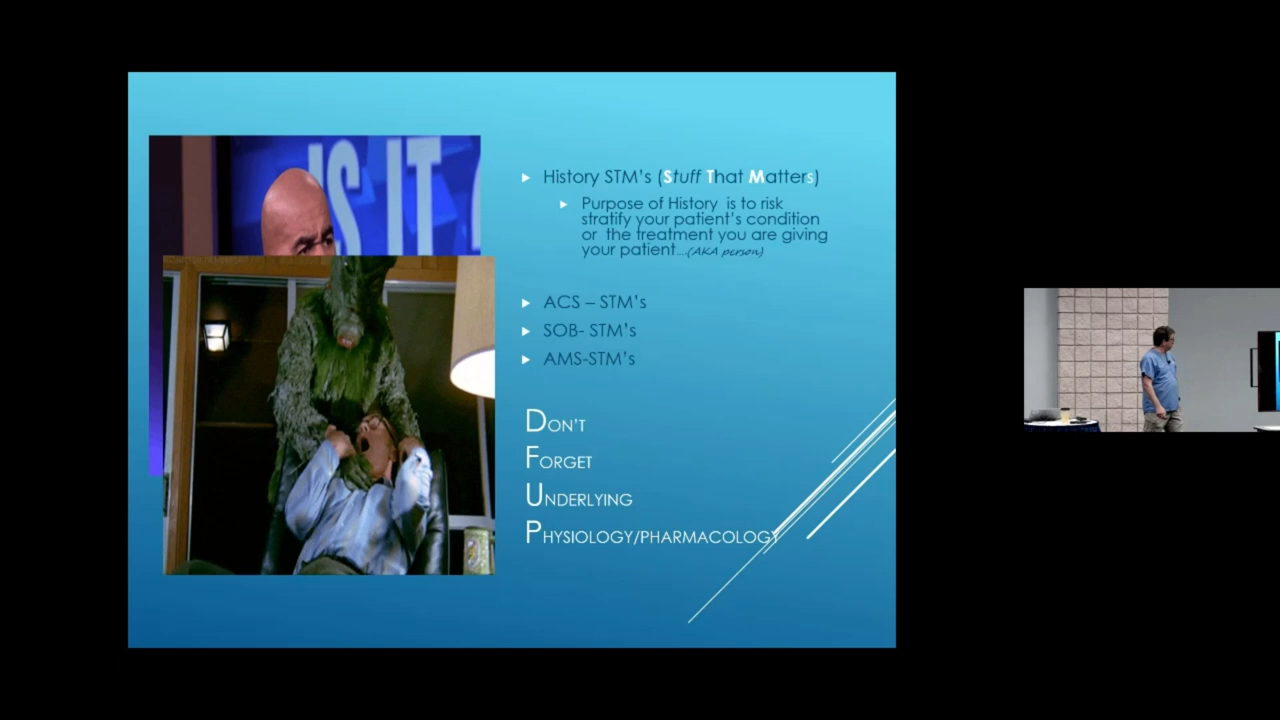 IS IT
History STM's (Stuff That Matters)
Purpose of History is to risk
stratify your patient's condition
or the treatment you are giving
your patient....(AKA person)
ACS – STM's
SOB- STM's
AMS-STM's
DON'T
FORGET
UNDERLYING
PHYSIOLOGY/PHARMACOLOGY